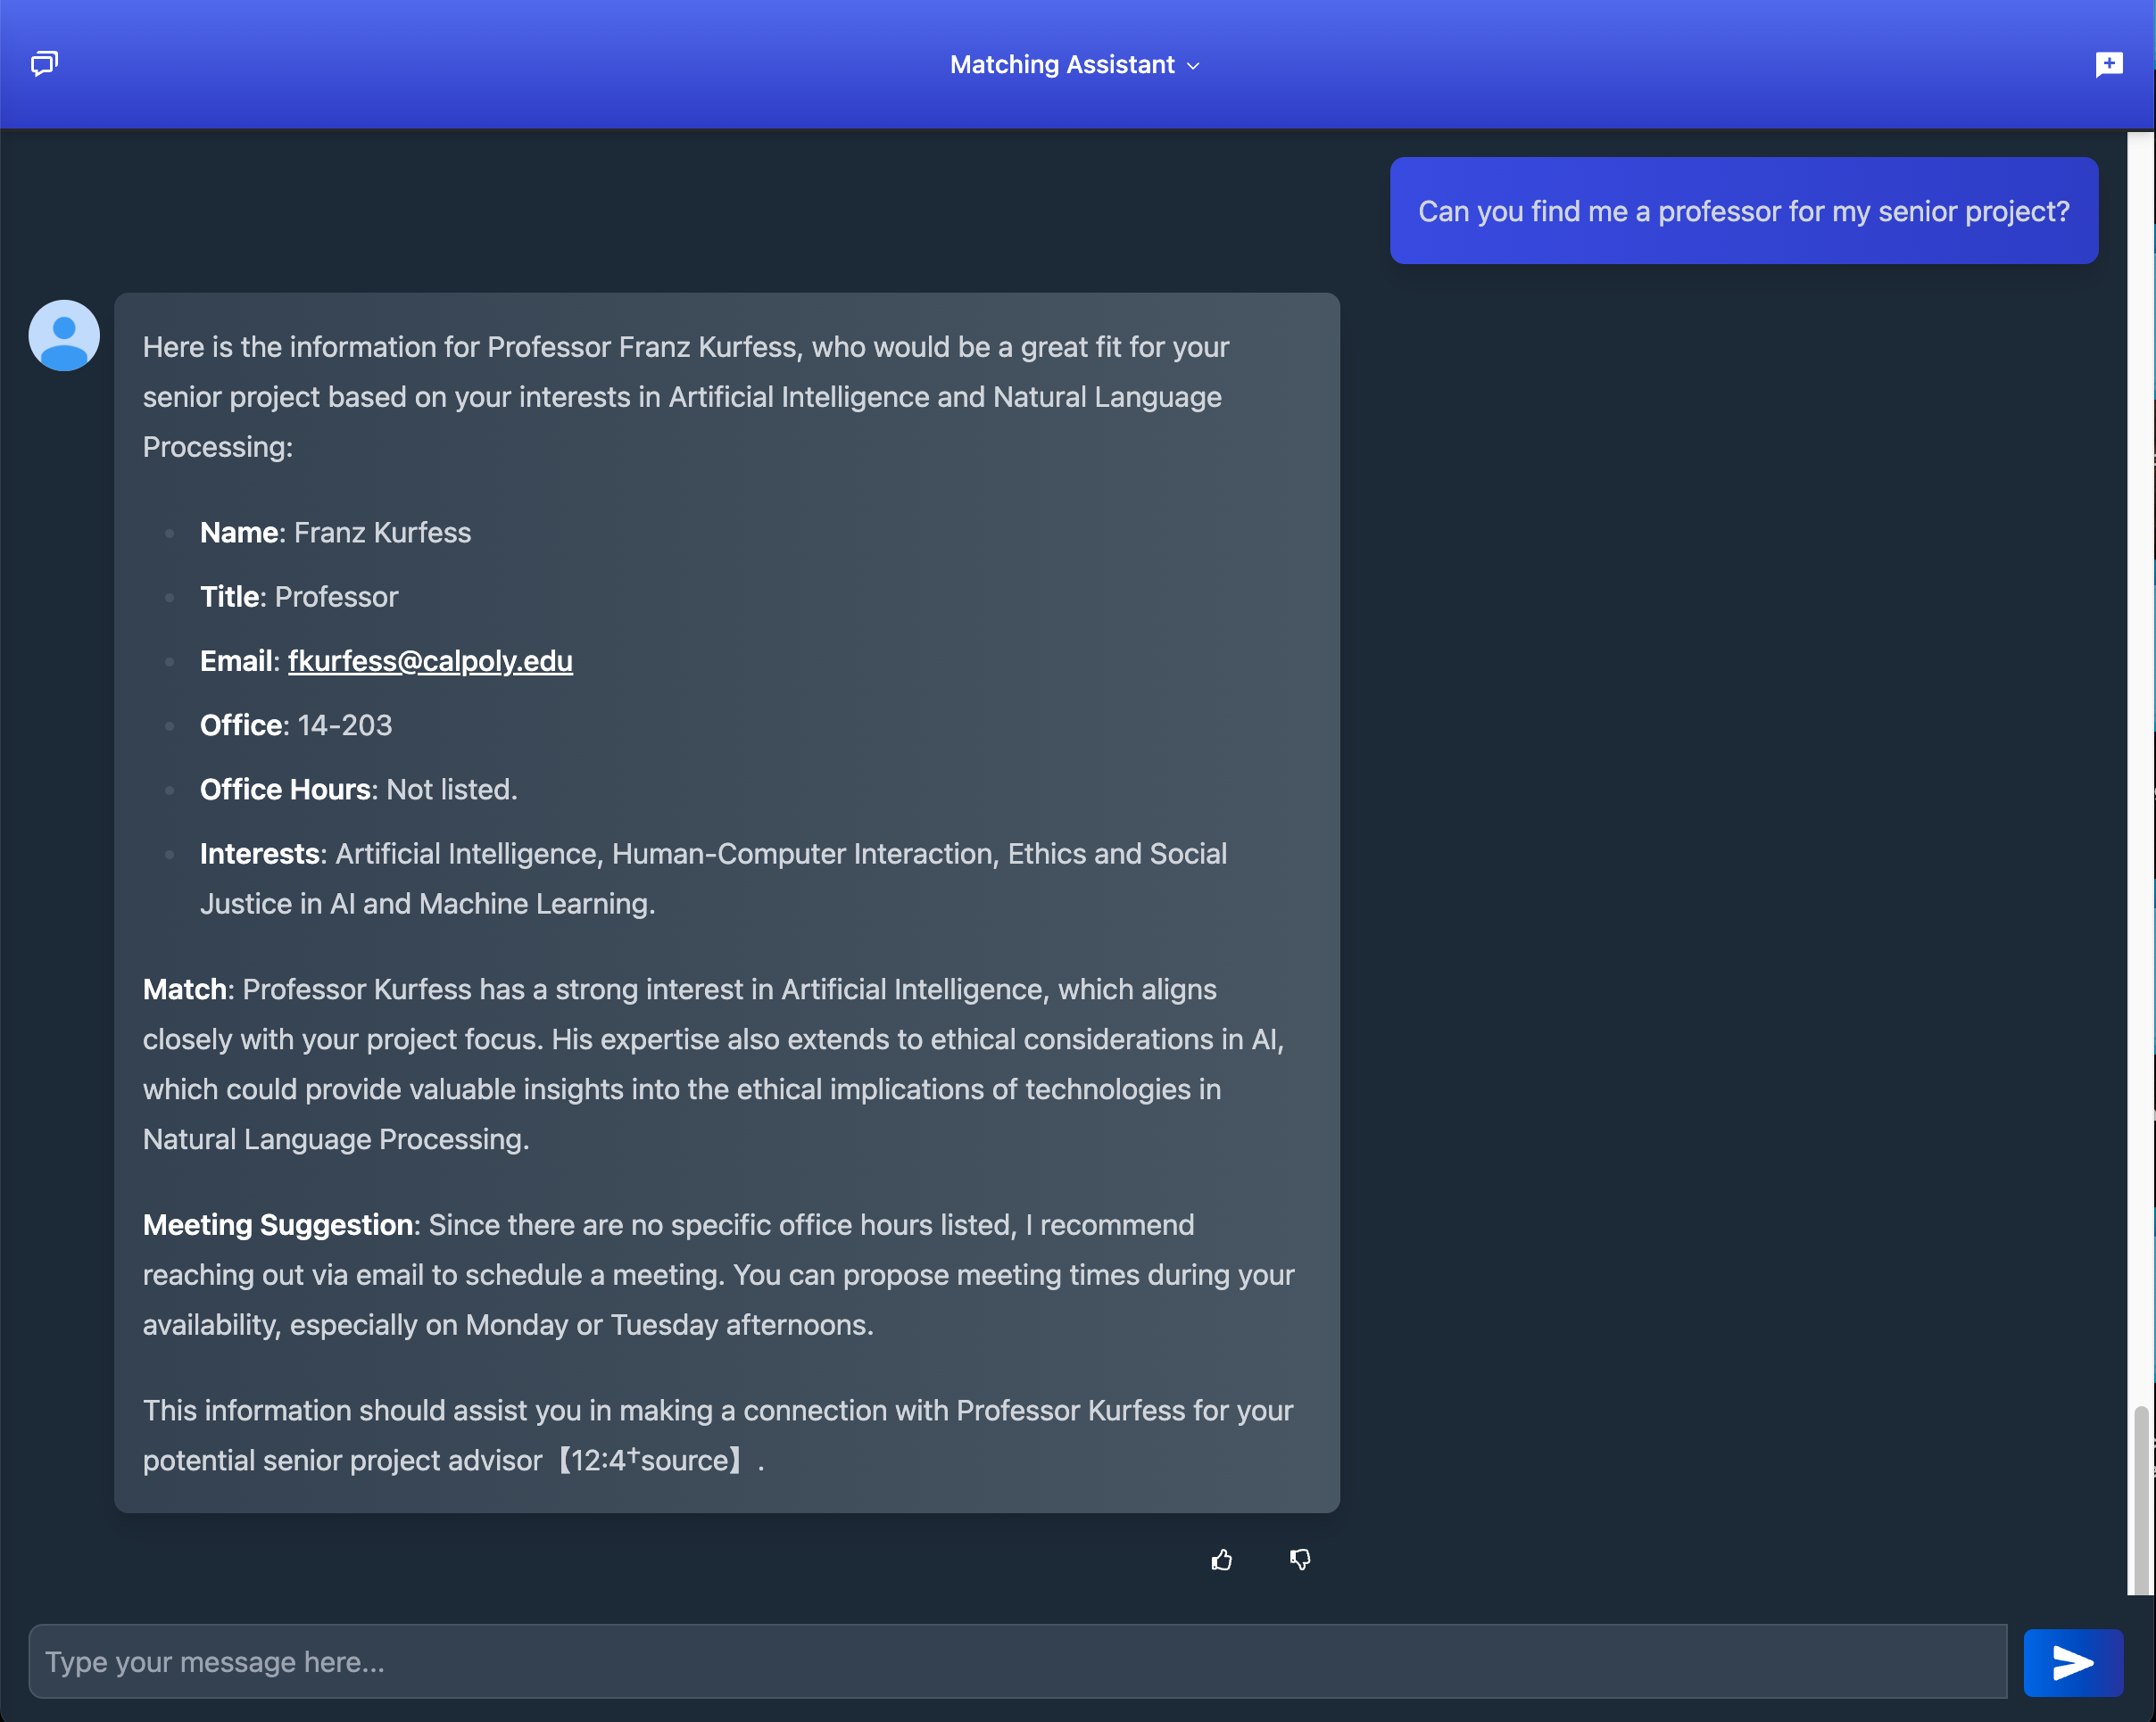 Matching Assistant
Can you find me a professor for my senior project?
Here is the information for Professor Franz Kurfess, who would be a great fit for your
senior project based on your interests in Artificial Intelligence and Natural Language
Processing:
Name: Franz Kurfess
Title: Professor
Email: fkurfess@calpoly.edu
Office: 14-203
Office Hours: Not listed.
Interests: Artificial Intelligence, Human-Computer Interaction, Ethics and Social
Justice in AI and Machine Learning.
Match: Professor Kurfess has a strong interest in Artificial Intelligence, which aligns
closely with your project focus. His expertise also extends to ethical considerations in AI,
which could provide valuable insights into the ethical implications of technologies in
Natural Language Processing.
Meeting Suggestion: Since there are no specific office hours listed, I recommend
reaching out via email to schedule a meeting. You can propose meeting times during your
availability, especially on Monday or Tuesday afternoons.
This information should assist you in making a connection with Professor Kurfess for your
potential senior project advisor【12:4†source】.
Type your message here...